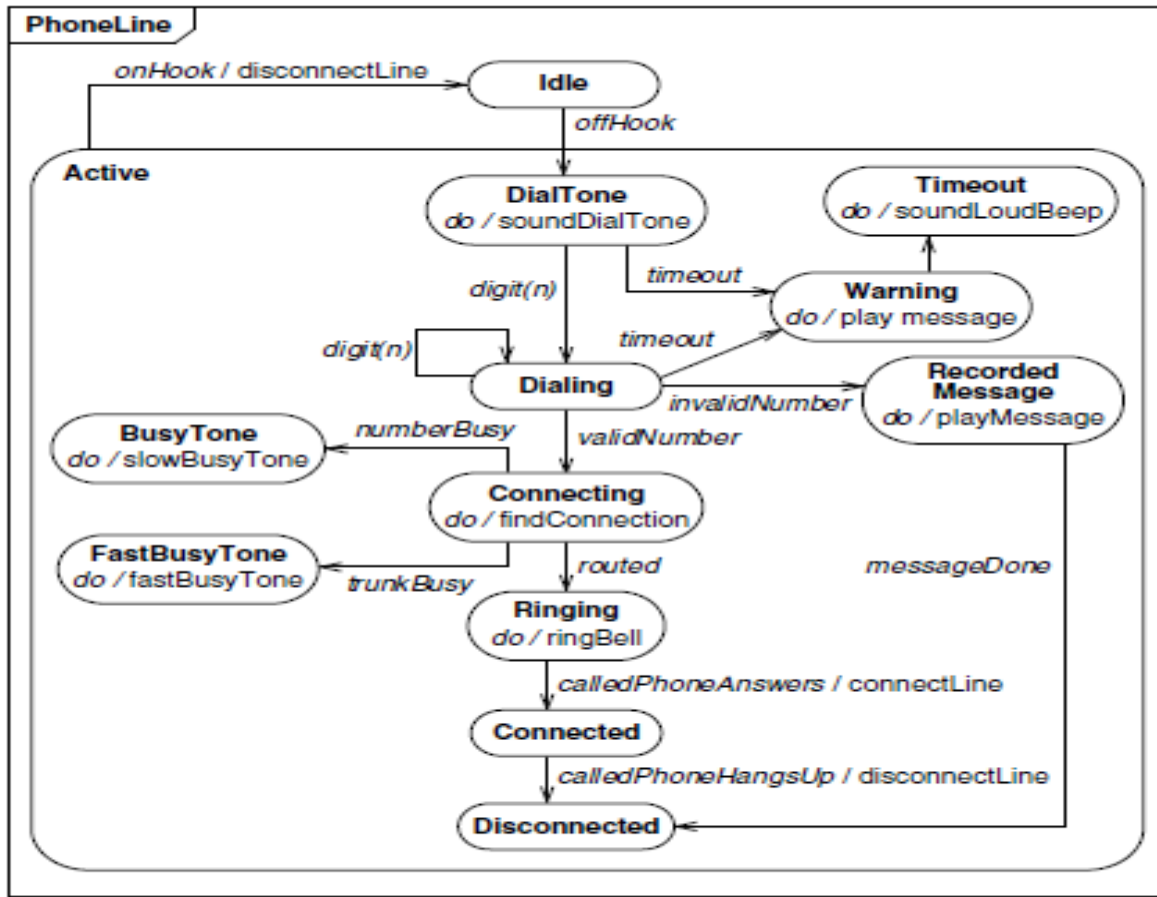 PhoneLine
onHook / disconnectLine
Idle
offHook
Active
DialTone
do / soundDialTone
Timeout
do / soundLoudBeep
timeout
Warning
do / play message
digit(n)
digit(n)
timeout
Dialing
Recorded
Message
do / playMessage
invalidNumber
BusyTone
do / slowBusyTone
numberBusy
validNumber
Connecting
do / findConnection
FastBusyTone
do / fastBusyTone
trunkBusy
routed
messageDone
Ringing
do / ringBell
calledPhoneAnswers / connectLine
Connected
calledPhoneHangsUp / disconnectLine
Disconnected